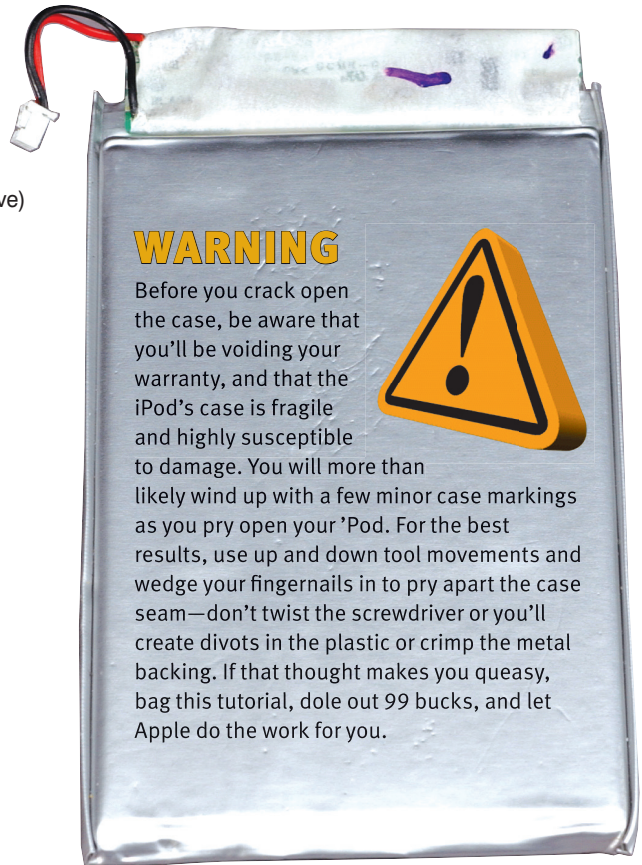 ve)
WARNING
Before you crack open
the case, be aware that
you’ll be voiding your
warranty, and that the
iPod’s case is fragile
and highly susceptible
to damage. You will more than
likely wind up with a few minor case markings
as you pry open your ’Pod. For the best
results, use up and down tool movements and
wedge your fingernails in to pry apart the case
seam—don’t twist the screwdriver or you’ll
create divots in the plastic or crimp the metal
backing. If that thought makes you queasy,
bag this tutorial, dole out 99 bucks, and let
Apple do the work for you.